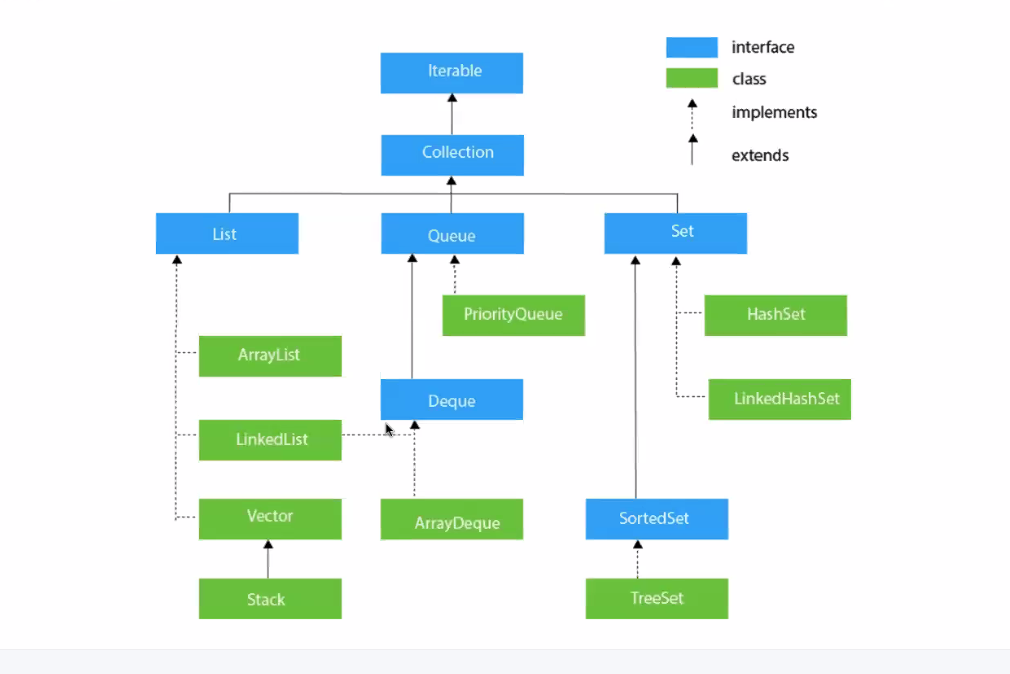 Iterable
Collection
List
Queue
Set
PriorityQueue
HashSet
ArrayList
Deque
LinkedHashSet
LinkedList
Vector
ArrayDeque
SortedSet
Stack
TreeSet
interface
class
implements
extends